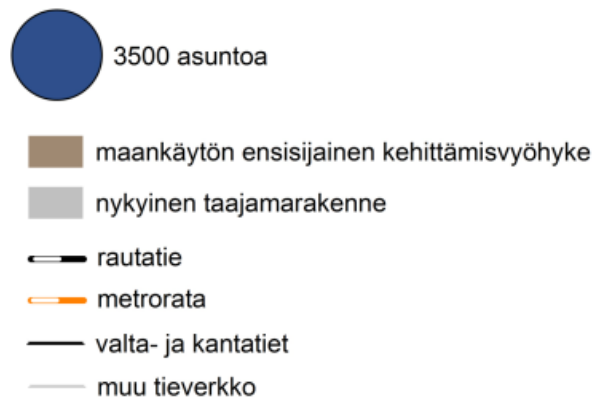 3500 asuntoa
maankäytön ensisijainen kehittämisvyöhyke
nykyinen taajamarakenne
rautatie
metrorata
valta- ja kantatiet
muu tieverkko